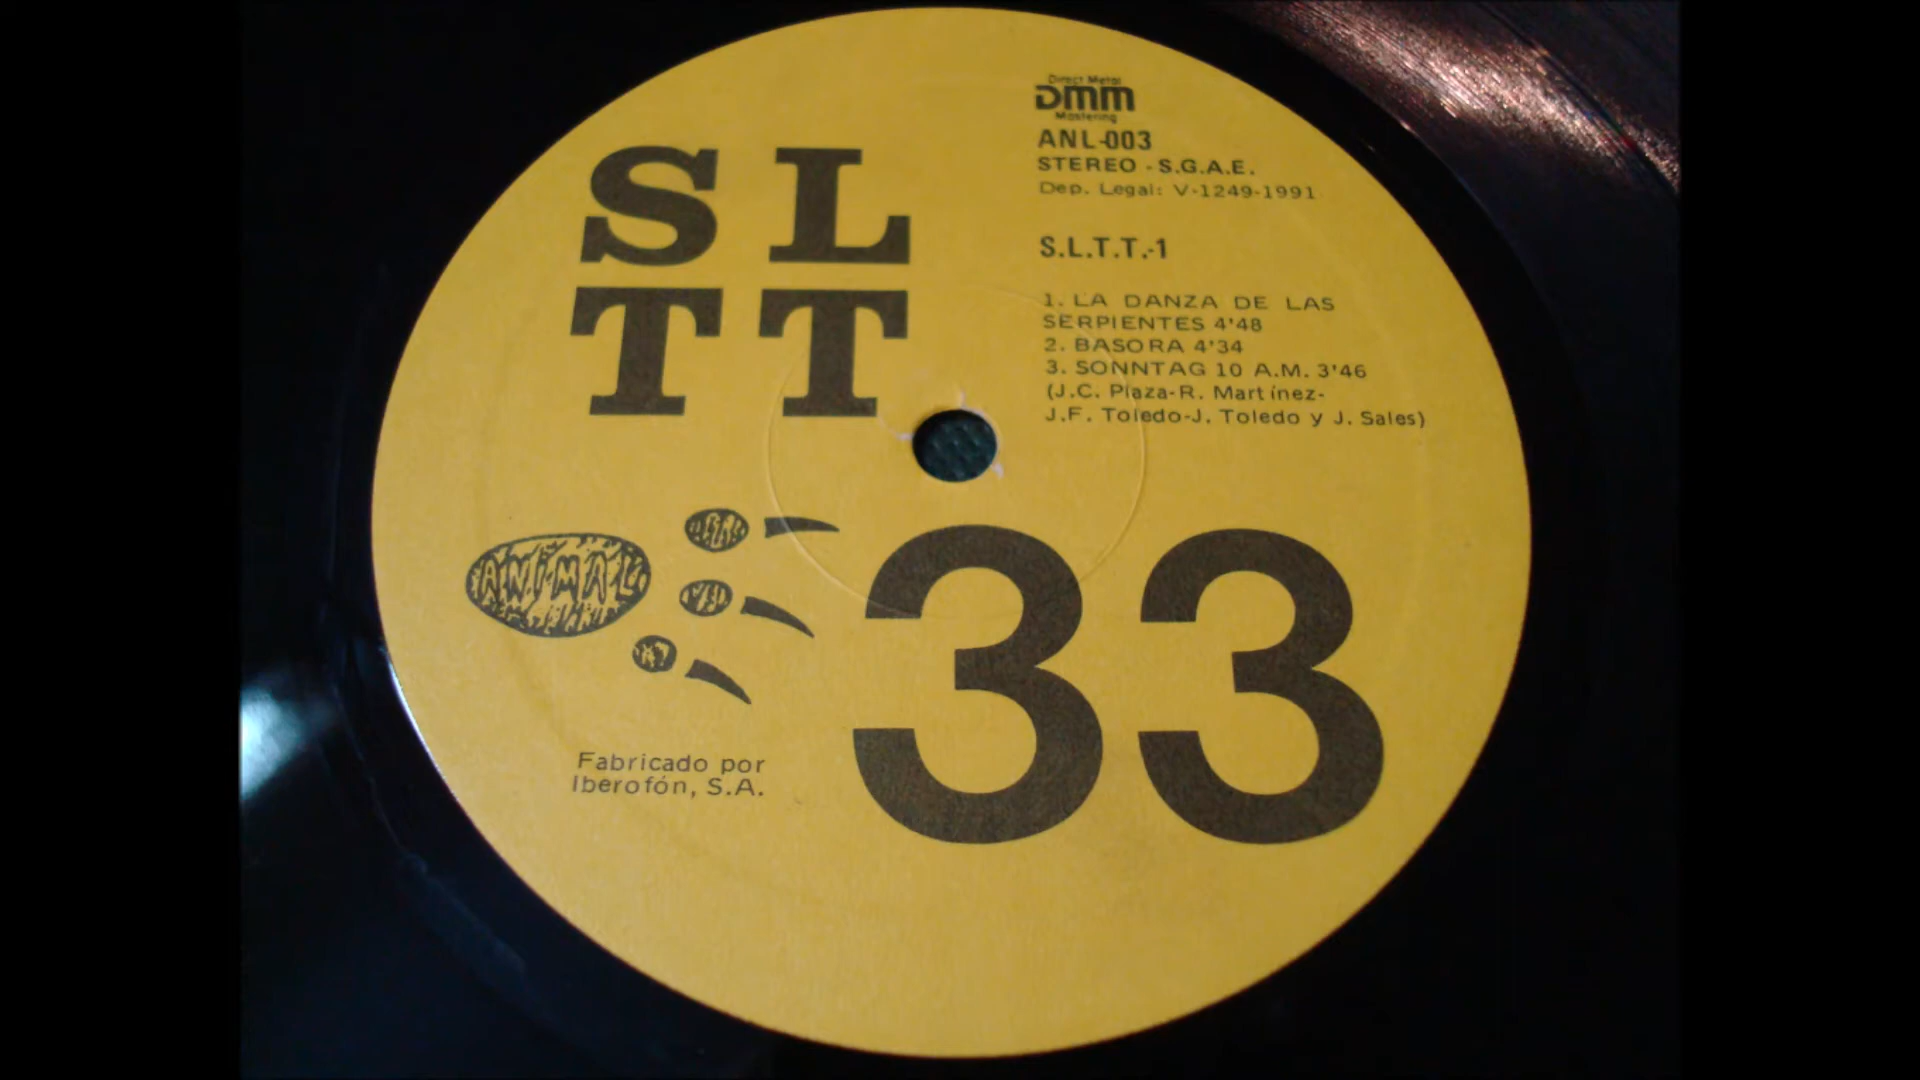 S L
T T
Direct Metal
DMM
Mastering
ANL-003
STEREO - S.G.A.E.
Dep. Legal: V-1249-1991
S.L.T.T.-1
1. LA DANZA DE LAS
SERPIENTES 4'48
2. BASORA 4'34
3. SONNTAG 10 A.M. 3'46
(J.C. Plaza-R. Martínez-
J.F. Toledo-J. Toledo y J. Sales)
ANIMAL
33
Fabricado por
Iberofón, S.A.